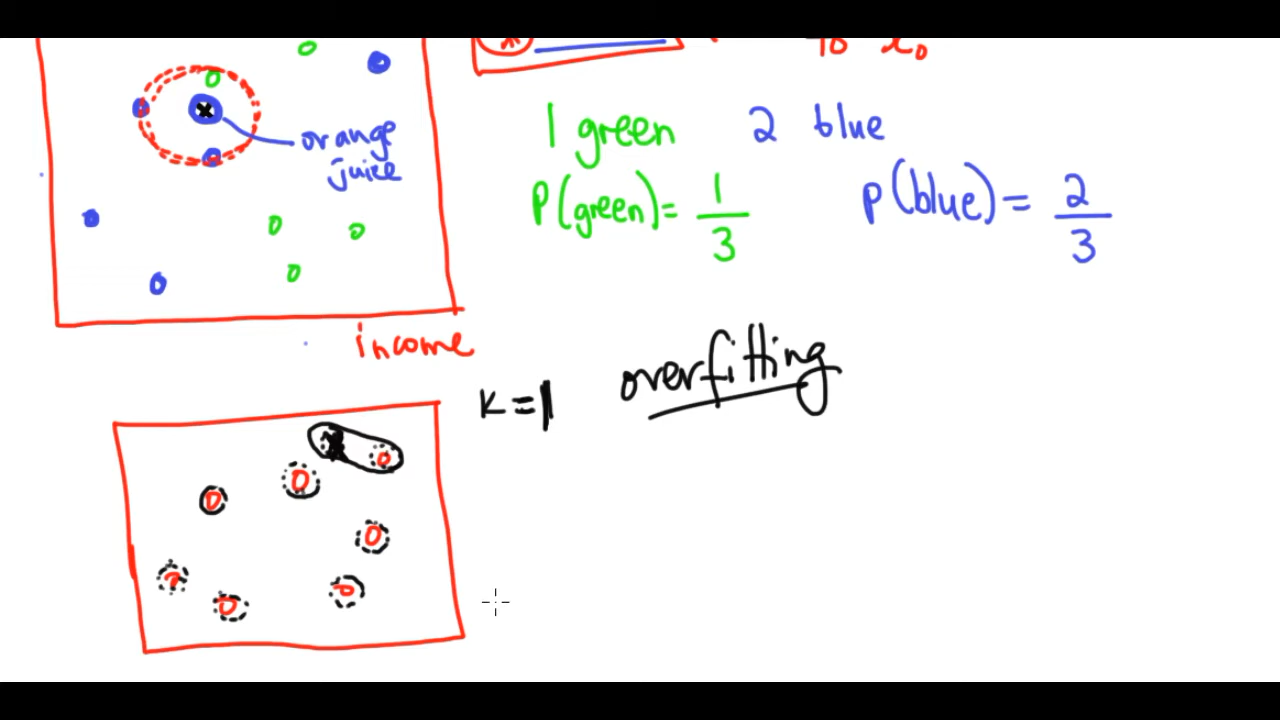 to x₀
1 green 2 blue
orange
juice
P(green) = 1/3 P(blue) = 2/3
income
K = 1 overfitting